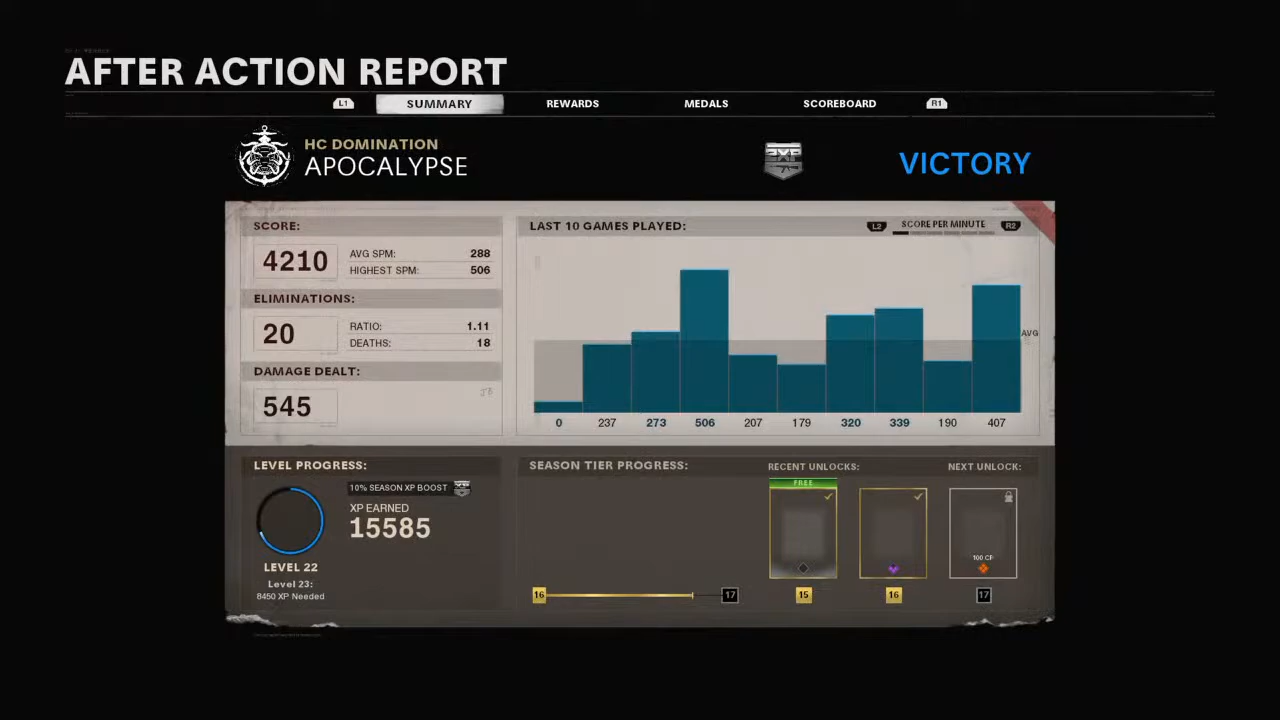 AFTER ACTION REPORT
L1 SUMMARY REWARDS MEDALS SCOREBOARD R1
HC DOMINATION
APOCALYPSE
2XP
VICTORY
SCORE:
4210
AVG SPM: 288
HIGHEST SPM: 506
ELIMINATIONS:
20
RATIO: 1.11
DEATHS: 18
DAMAGE DEALT:
545
LAST 10 GAMES PLAYED:
L2 SCORE PER MINUTE R2
AVG
0 237 273 506 207 179 320 339 190 407
LEVEL PROGRESS:
10% SEASON XP BOOST
XP EARNED
15585
LEVEL 22
Level 23:
8450 XP Needed
SEASON TIER PROGRESS:
16 17
RECENT UNLOCKS:
FREE
15 16
NEXT UNLOCK:
100 CP
17